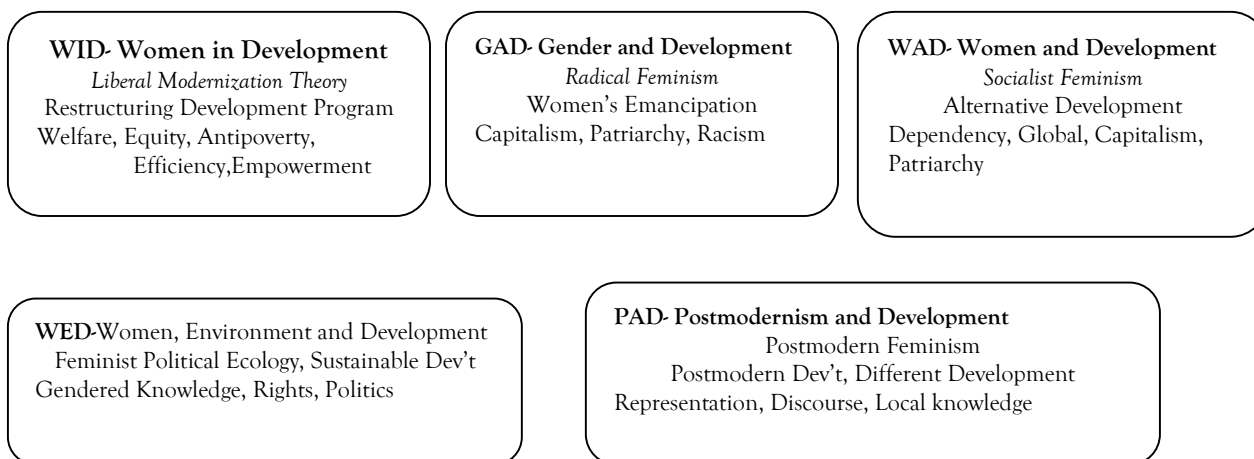 WID- Women in Development
Liberal Modernization Theory
Restructuring Development Program
Welfare, Equity, Antipoverty,
Efficiency,Empowerment
GAD- Gender and Development
Radical Feminism
Women's Emancipation
Capitalism, Patriarchy, Racism
WAD- Women and Development
Socialist Feminism
Alternative Development
Dependency, Global, Capitalism,
Patriarchy
WED-Women, Environment and Development
Feminist Political Ecology, Sustainable Dev't
Gendered Knowledge, Rights, Politics
PAD- Postmodernism and Development
Postmodern Feminism
Postmodern Dev't, Different Development
Representation, Discourse, Local knowledge